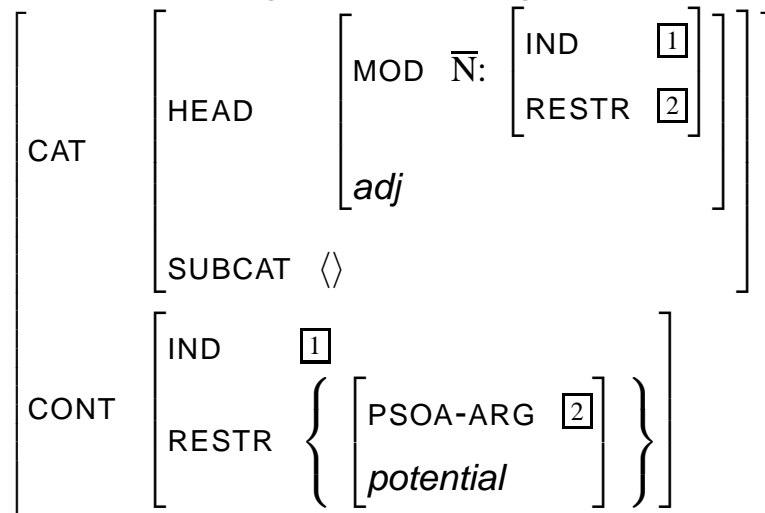 MOD N̅: IND 1
HEAD RESTR 2
CAT
adj
SUBCAT ⟨⟩
IND 1
CONT PSOA-ARG 2
RESTR { }
potential